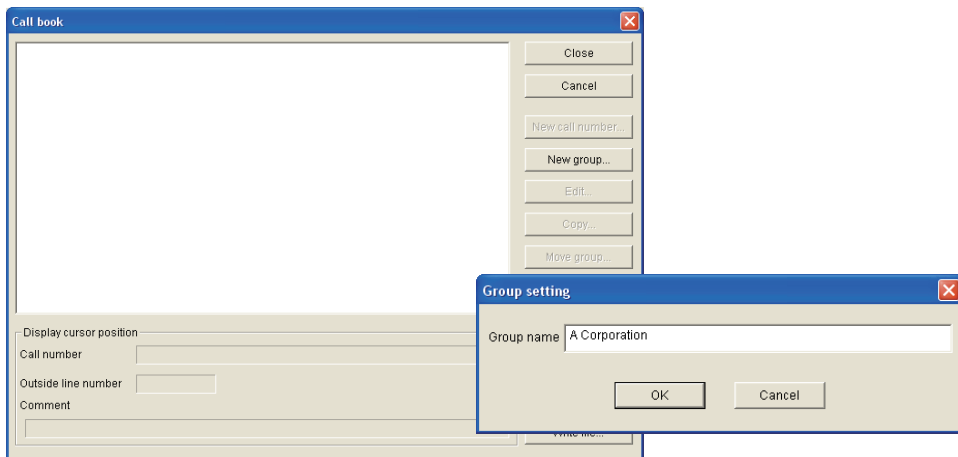 Call book
Close
Cancel
New call number...
New group...
Edit...
Copy...
Move group...
Display cursor position
Call number
Outside line number
Comment
Group setting
Group name A Corporation
OK Cancel